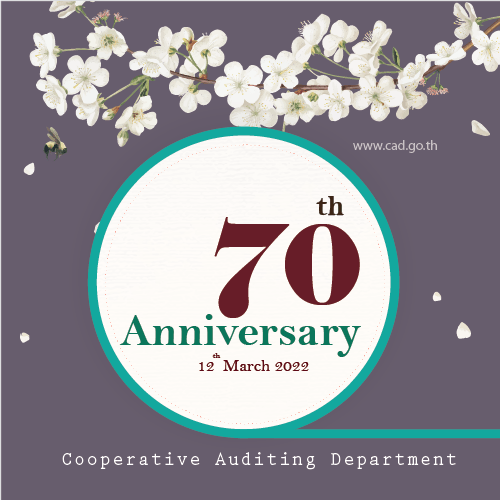 www.cad.go.th
70th
Anniversary
12th March 2022
Cooperative Auditing Department